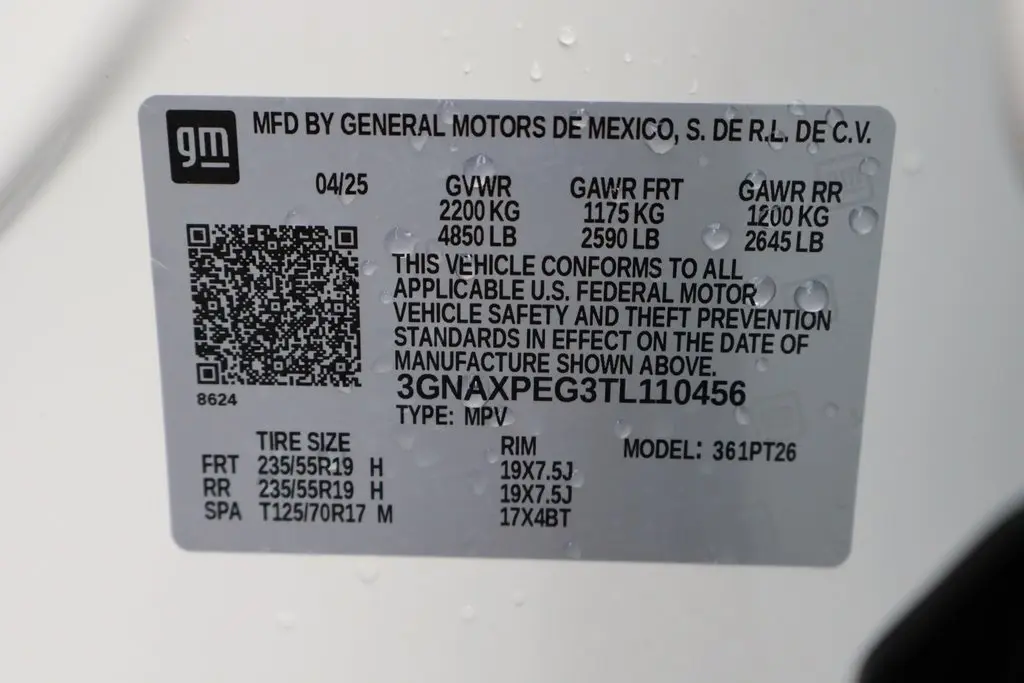 gm MFD BY GENERAL MOTORS DE MEXICO, S. DE R.L. DE C.V.
04/25 GVWR GAWR FRT GAWR RR
2200 KG 1175 KG 1200 KG
4850 LB 2590 LB 2645 LB
THIS VEHICLE CONFORMS TO ALL
APPLICABLE U.S. FEDERAL MOTOR
VEHICLE SAFETY AND THEFT PREVENTION
STANDARDS IN EFFECT ON THE DATE OF
MANUFACTURE SHOWN ABOVE.
8624 3GNAXPEG3TL110456
TYPE: MPV
TIRE SIZE RIM MODEL: 361PT26
FRT 235/55R19 H 19X7.5J
RR 235/55R19 H 19X7.5J
SPA T125/70R17 M 17X4BT